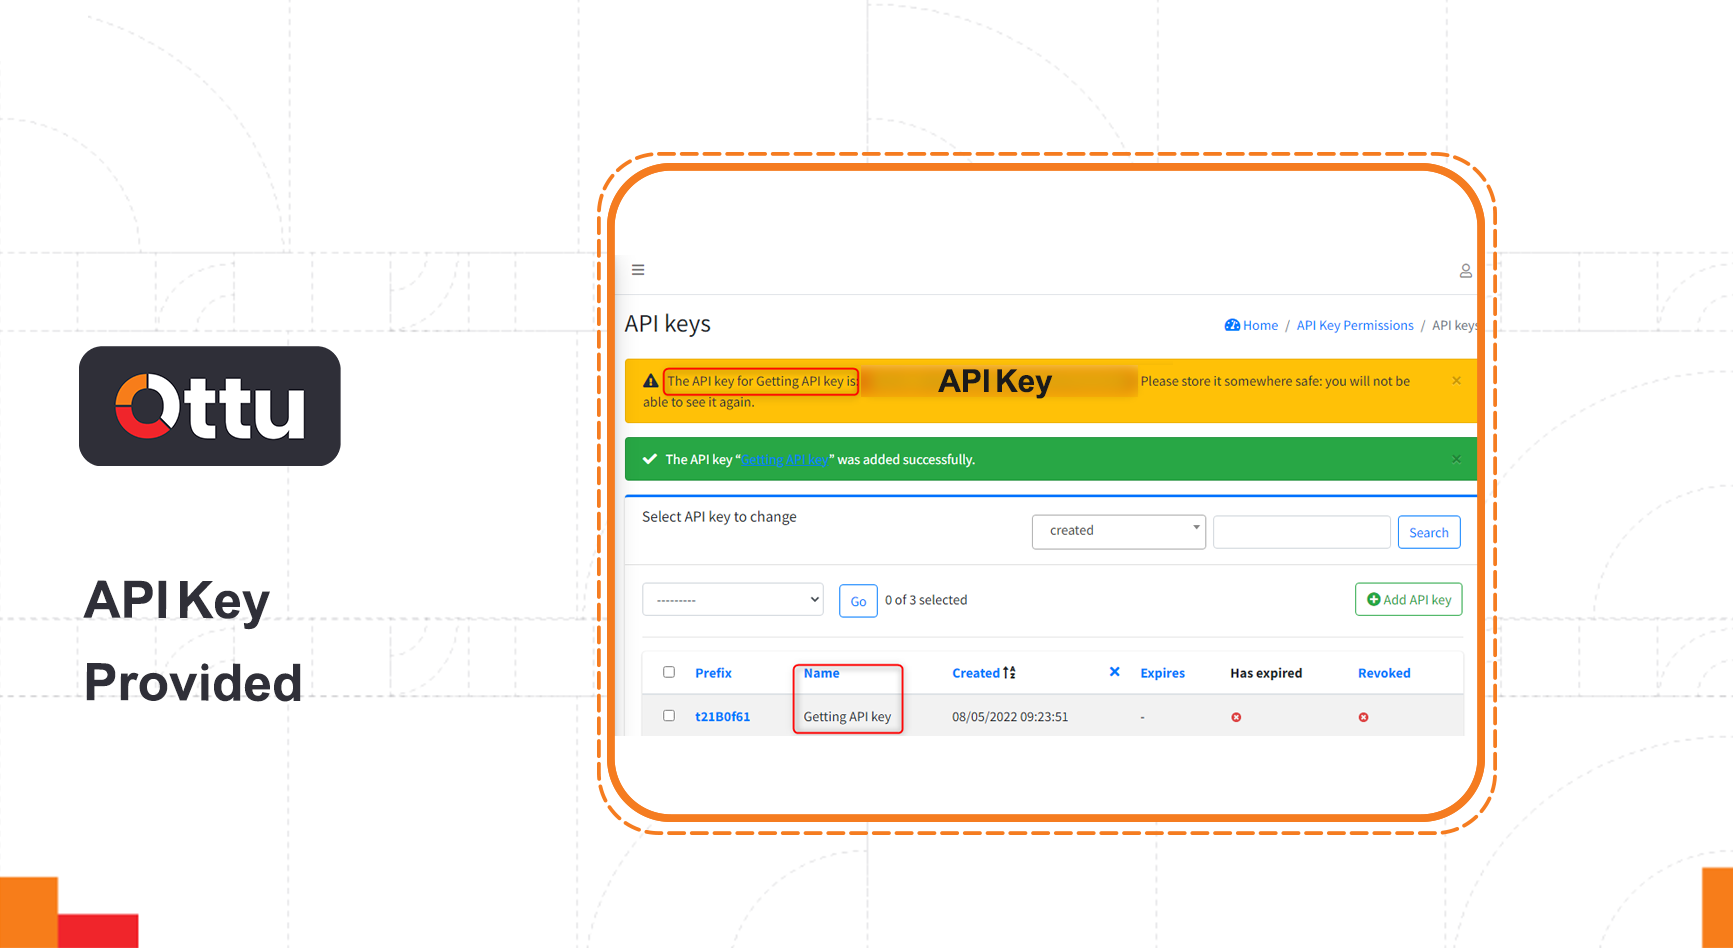 Ottu
API Key
Provided
API keys
Home / API Key Permissions / API keys
The API key for Getting API key is: API Key Please store it somewhere safe: you will not be
able to see it again.
The API key “Getting API key” was added successfully.
Select API key to change
created
Search
---------
Go
0 of 3 selected
Add API key
Prefix Name Created Expires Has expired Revoked
t21B0f61 Getting API key 08/05/2022 09:23:51 -